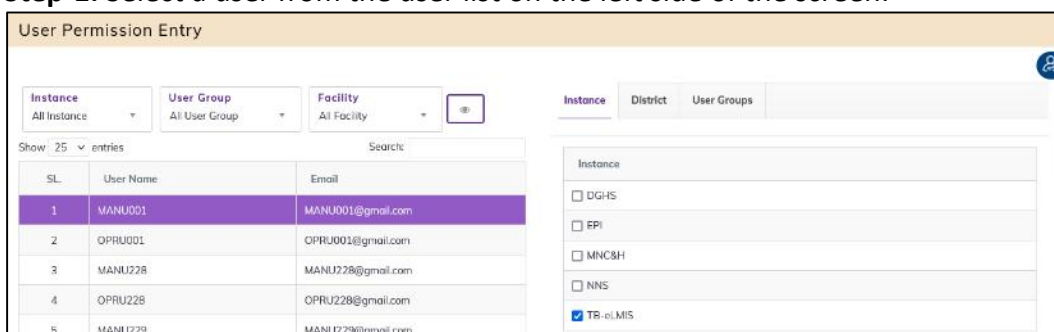 Step 1: Select a user from the user list on the left side of the screen.
User Permission Entry
Instance
All Instance
User Group
All User Group
Facility
All Facility
Instance District User Groups
Show 25 entries
Search:
SL. User Name Email
1 MANU001 MANU001@gmail.com
2 OPRU001 OPRU001@gmail.com
3 MANU228 MANU228@gmail.com
4 OPRU228 OPRU228@gmail.com
5 MANU229 MANU229@gmail.com
Instance
DGHS
EPI
MNC&H
NNS
TB-eLMIS